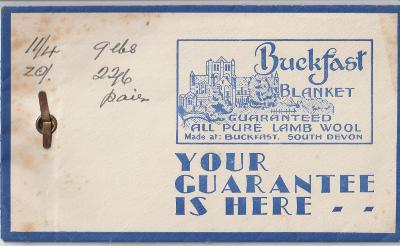 11/4 9 lbs
20/. 22/6
pair
Buckfast
BLANKET
GUARANTEED
ALL PURE LAMB WOOL
Made at: BUCKFAST, SOUTH DEVON
YOUR
GUARANTEE
IS HERE - -